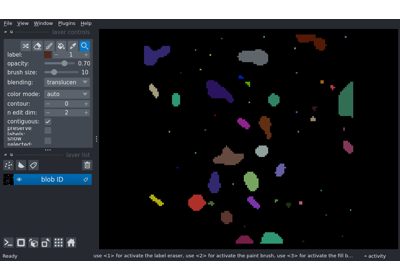 File View Window Plugins Help
layer controls
label: 1
opacity: 0.70
brush size: 10
blending: translucen
color mode: auto
contour: 0
n edit dim: 2
contiguous:
preserve labels:
show selected:
layer list
blob ID
Ready
use <1> for activate the label eraser, use <2> for activate the paint brush, use <3> for activate the fill b...
activity